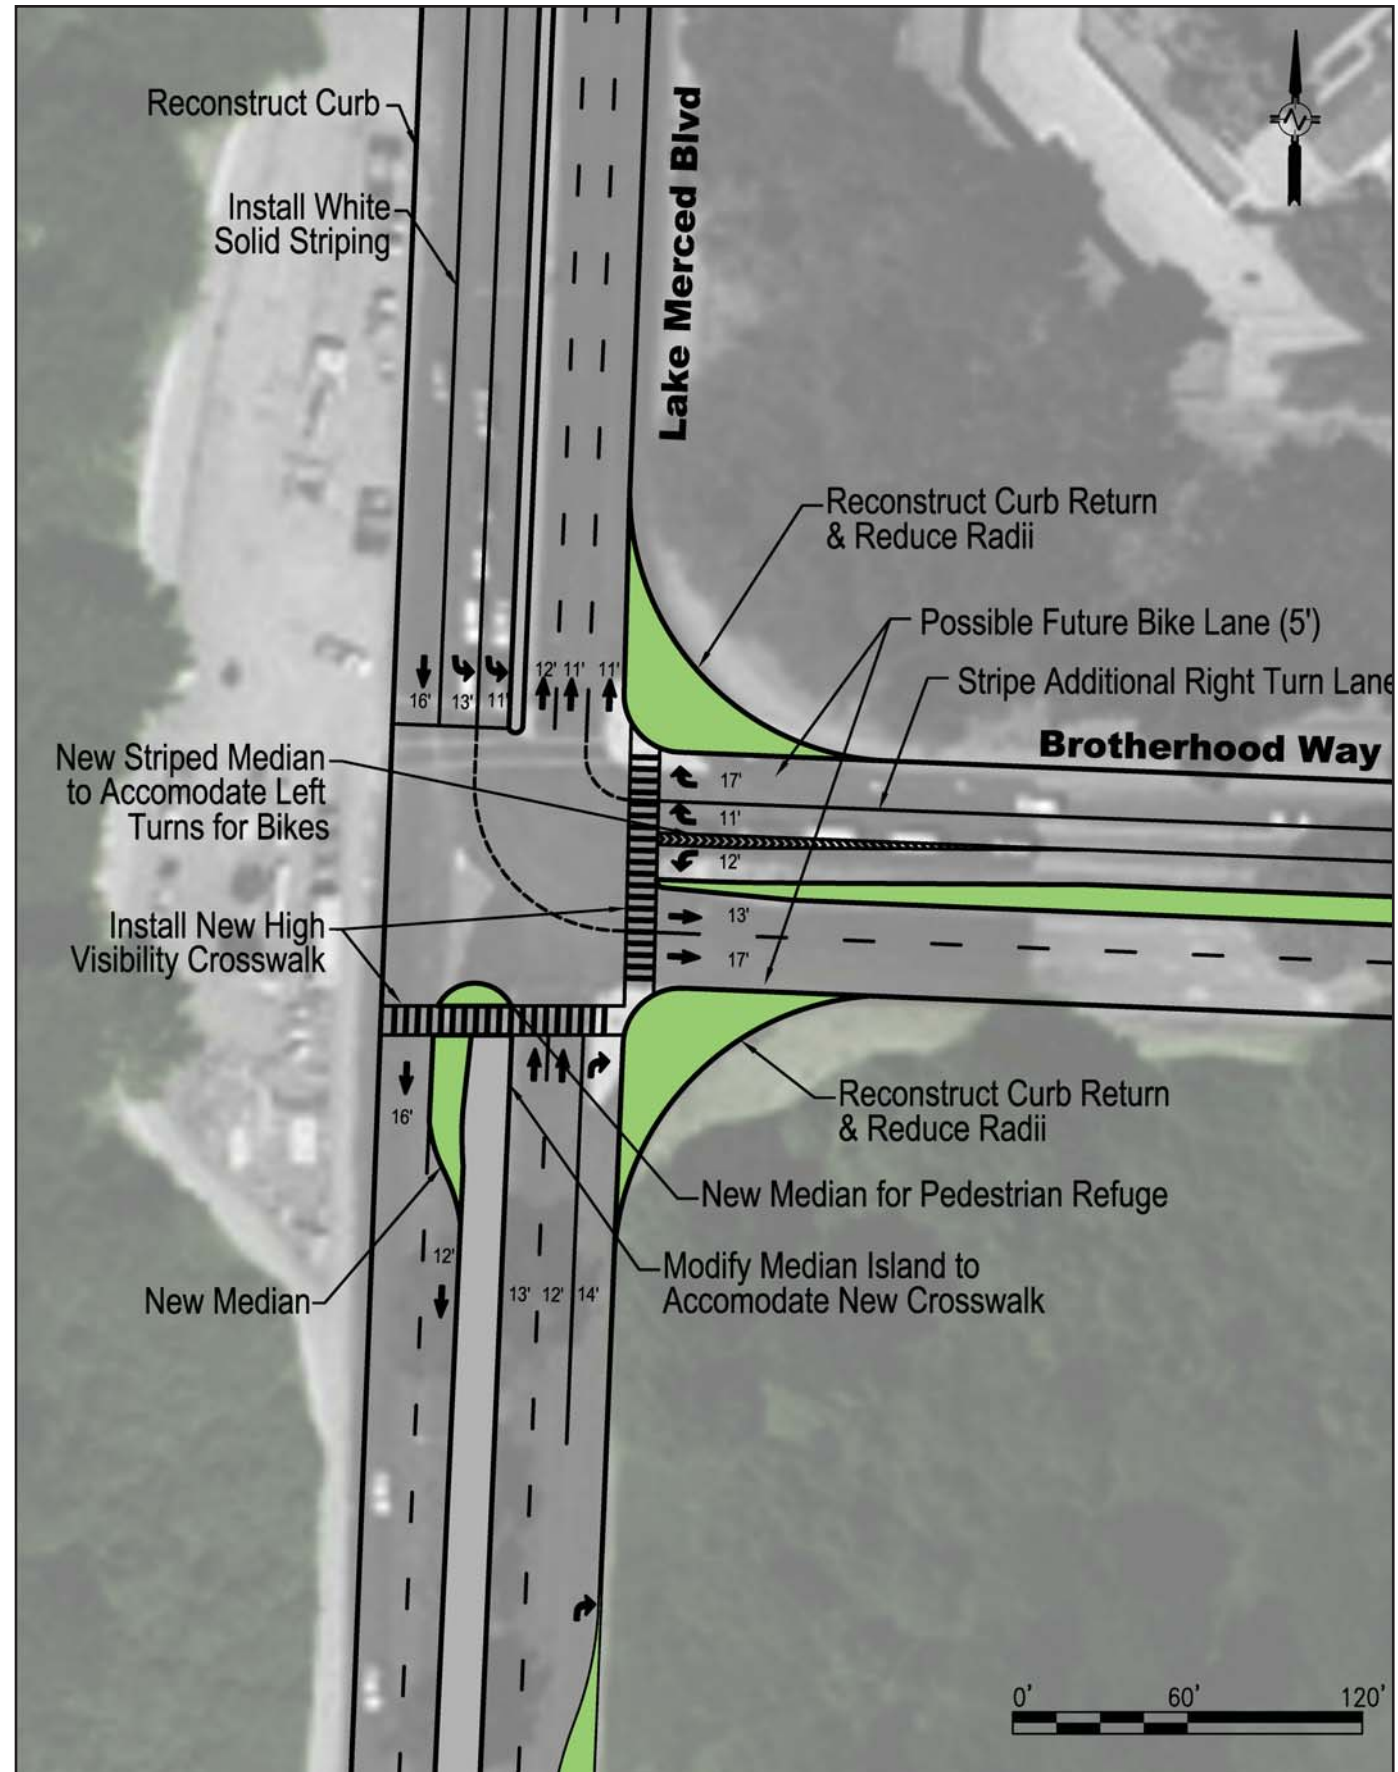 Reconstruct Curb
Install White
Solid Striping
Lake Merced Blvd
Reconstruct Curb Return
& Reduce Radii
Possible Future Bike Lane (5')
Stripe Additional Right Turn Lane
Brotherhood Way
16'
13'
11'
12'
11'
11'
New Striped Median
to Accomodate Left
Turns for Bikes
17'
11'
12'
13'
17'
Install New High
Visibility Crosswalk
16'
Reconstruct Curb Return
& Reduce Radii
New Median for Pedestrian Refuge
12'
New Median
13'
12'
14'
Modify Median Island to
Accomodate New Crosswalk
0'
60'
120'